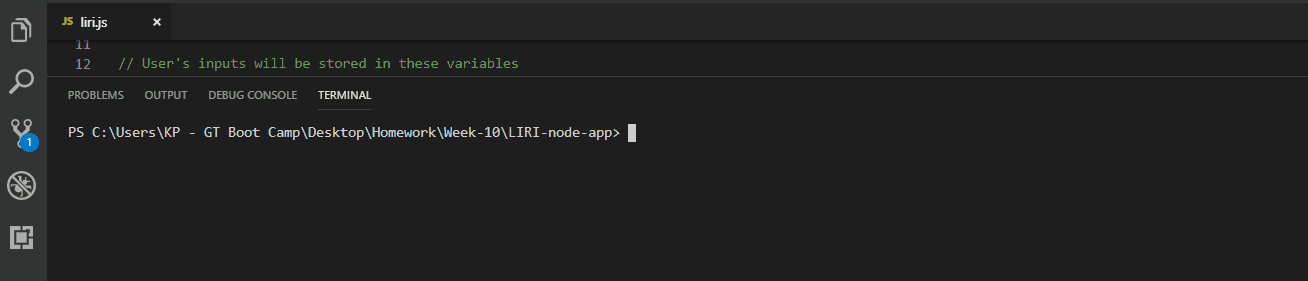 JS liri.js ×
11
12 // User's inputs will be stored in these variables
PROBLEMS OUTPUT DEBUG CONSOLE TERMINAL
PS C:\Users\KP - GT Boot Camp\Desktop\Homework\Week-10\LIRI-node-app>
1